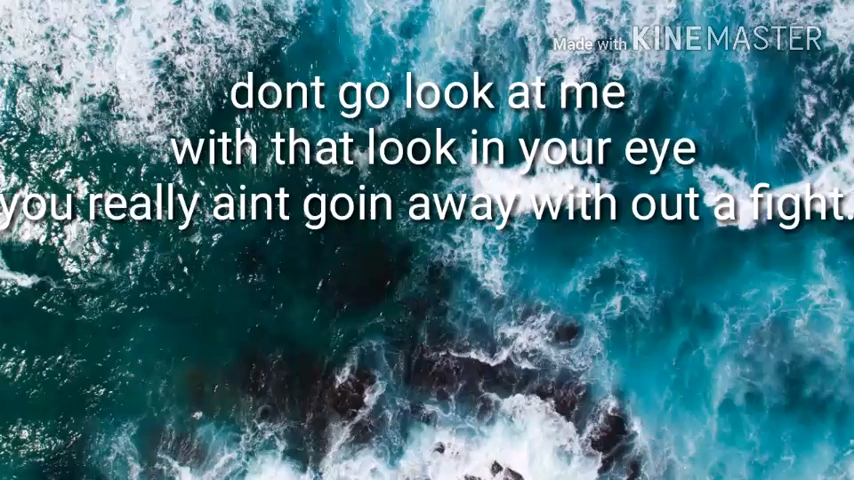 Made with KINEMASTER
dont go look at me
with that look in your eye
you really aint goin away with out a fight.